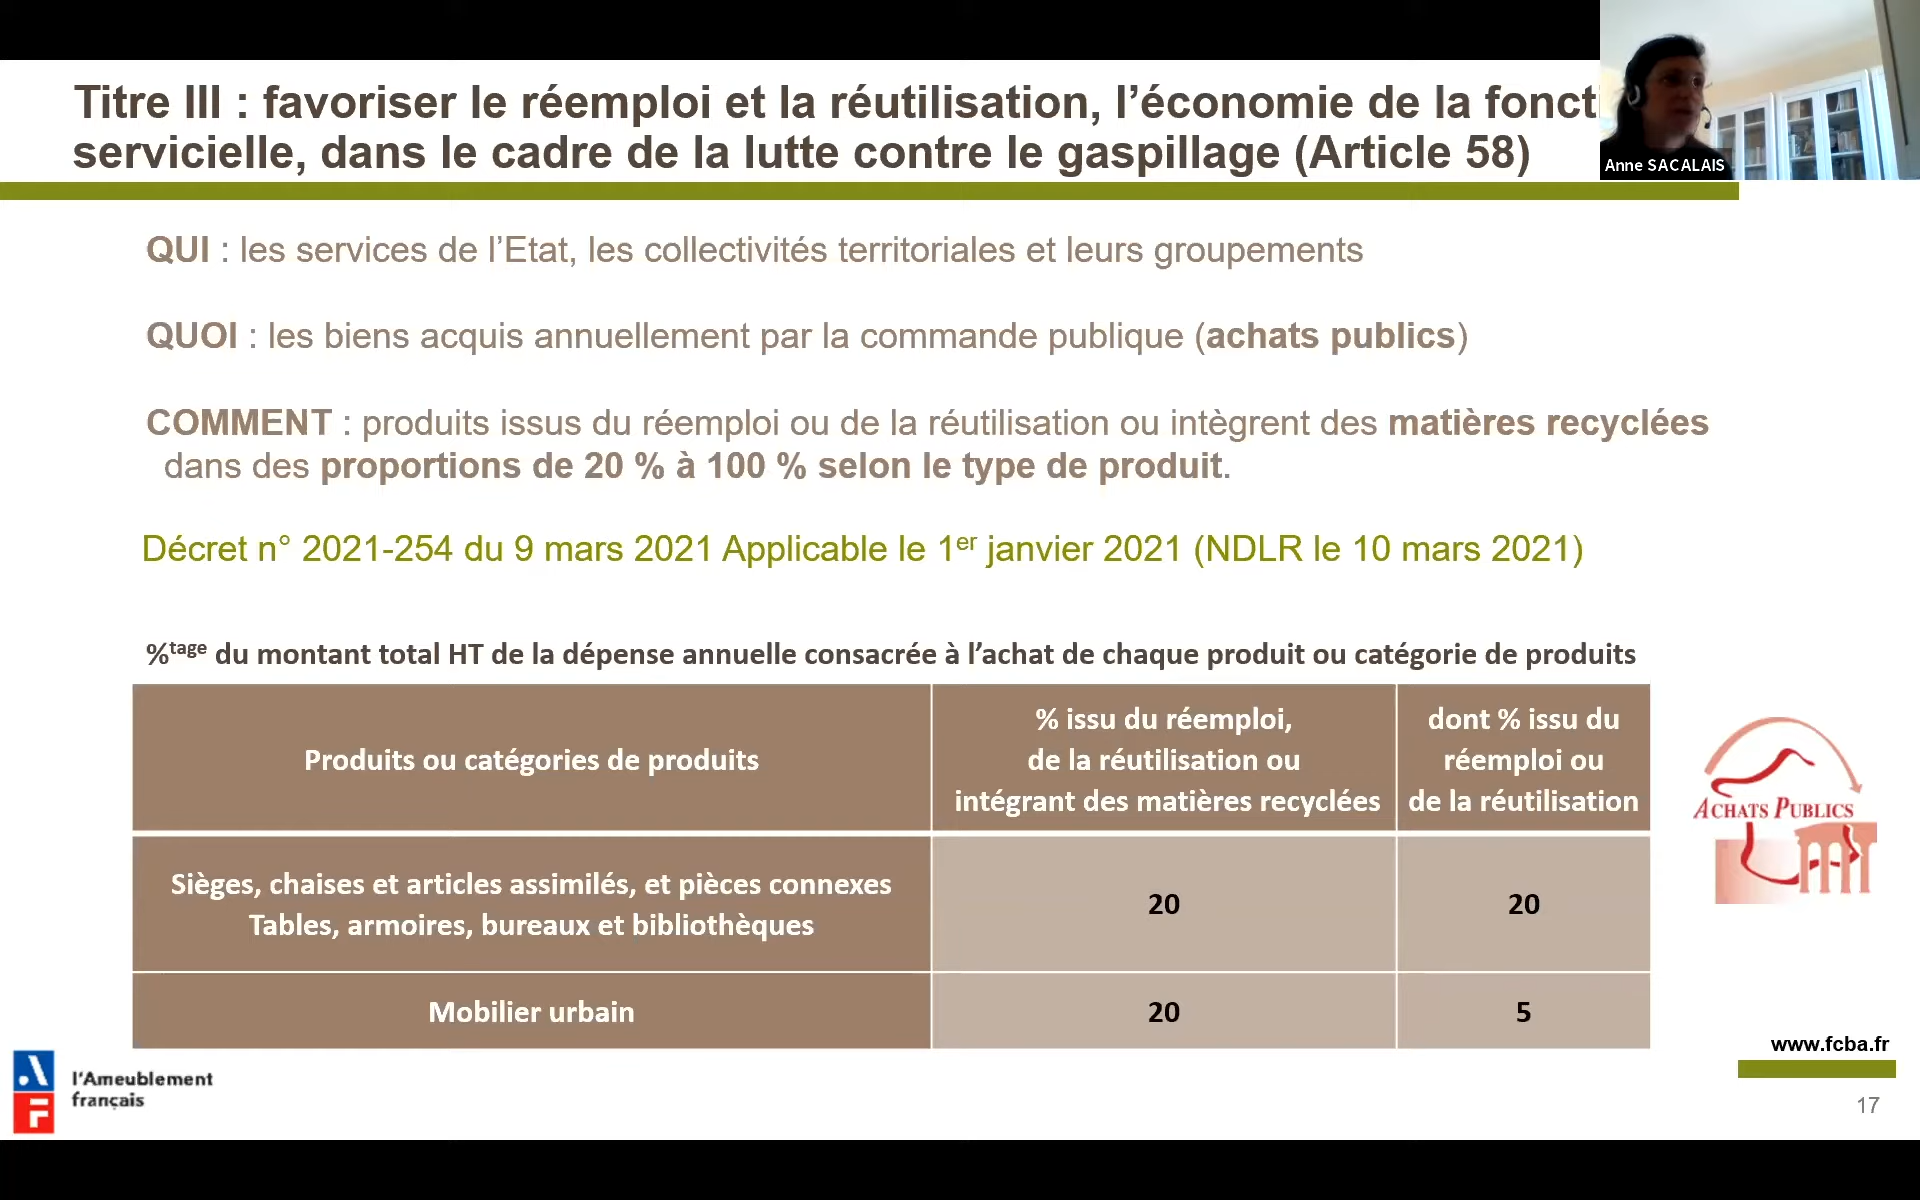 Titre III : favoriser le réemploi et la réutilisation, l’économie de la foncti
servicielle, dans le cadre de la lutte contre le gaspillage (Article 58)
Anne SACALAIS
QUI : les services de l’Etat, les collectivités territoriales et leurs groupements
QUOI : les biens acquis annuellement par la commande publique (achats publics)
COMMENT : produits issus du réemploi ou de la réutilisation ou intègrent des matières recyclées
dans des proportions de 20 % à 100 % selon le type de produit.
Décret n° 2021-254 du 9 mars 2021 Applicable le 1er janvier 2021 (NDLR le 10 mars 2021)
%tage du montant total HT de la dépense annuelle consacrée à l’achat de chaque produit ou catégorie de produits
Produits ou catégories de produits
% issu du réemploi,
de la réutilisation ou
intégrant des matières recyclées
dont % issu du
réemploi ou
de la réutilisation
Sièges, chaises et articles assimilés, et pièces connexes
Tables, armoires, bureaux et bibliothèques
20
20
Mobilier urbain
20
5
ACHATS PUBLICS
www.fcba.fr
AF
l’Ameublement
français
17